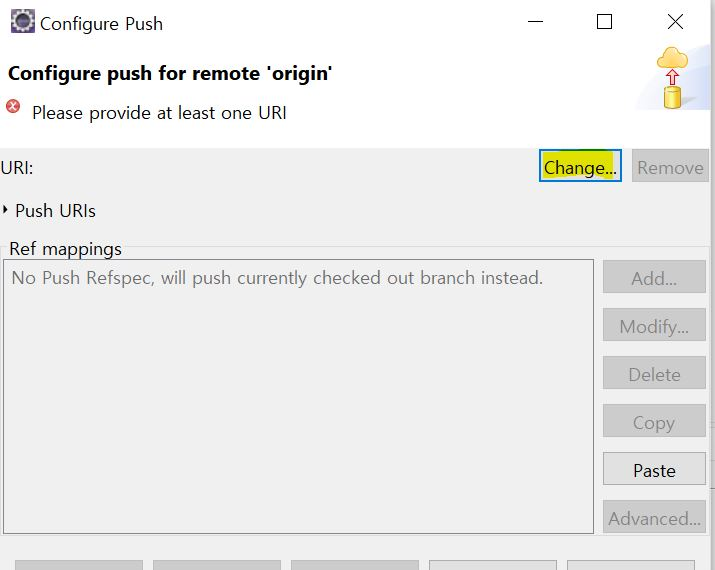 Configure Push
Configure push for remote 'origin'
Please provide at least one URI
URI:
Change...
Remove
Push URIs
Ref mappings
No Push Refspec, will push currently checked out branch instead.
Add...
Modify...
Delete
Copy
Paste
Advanced...